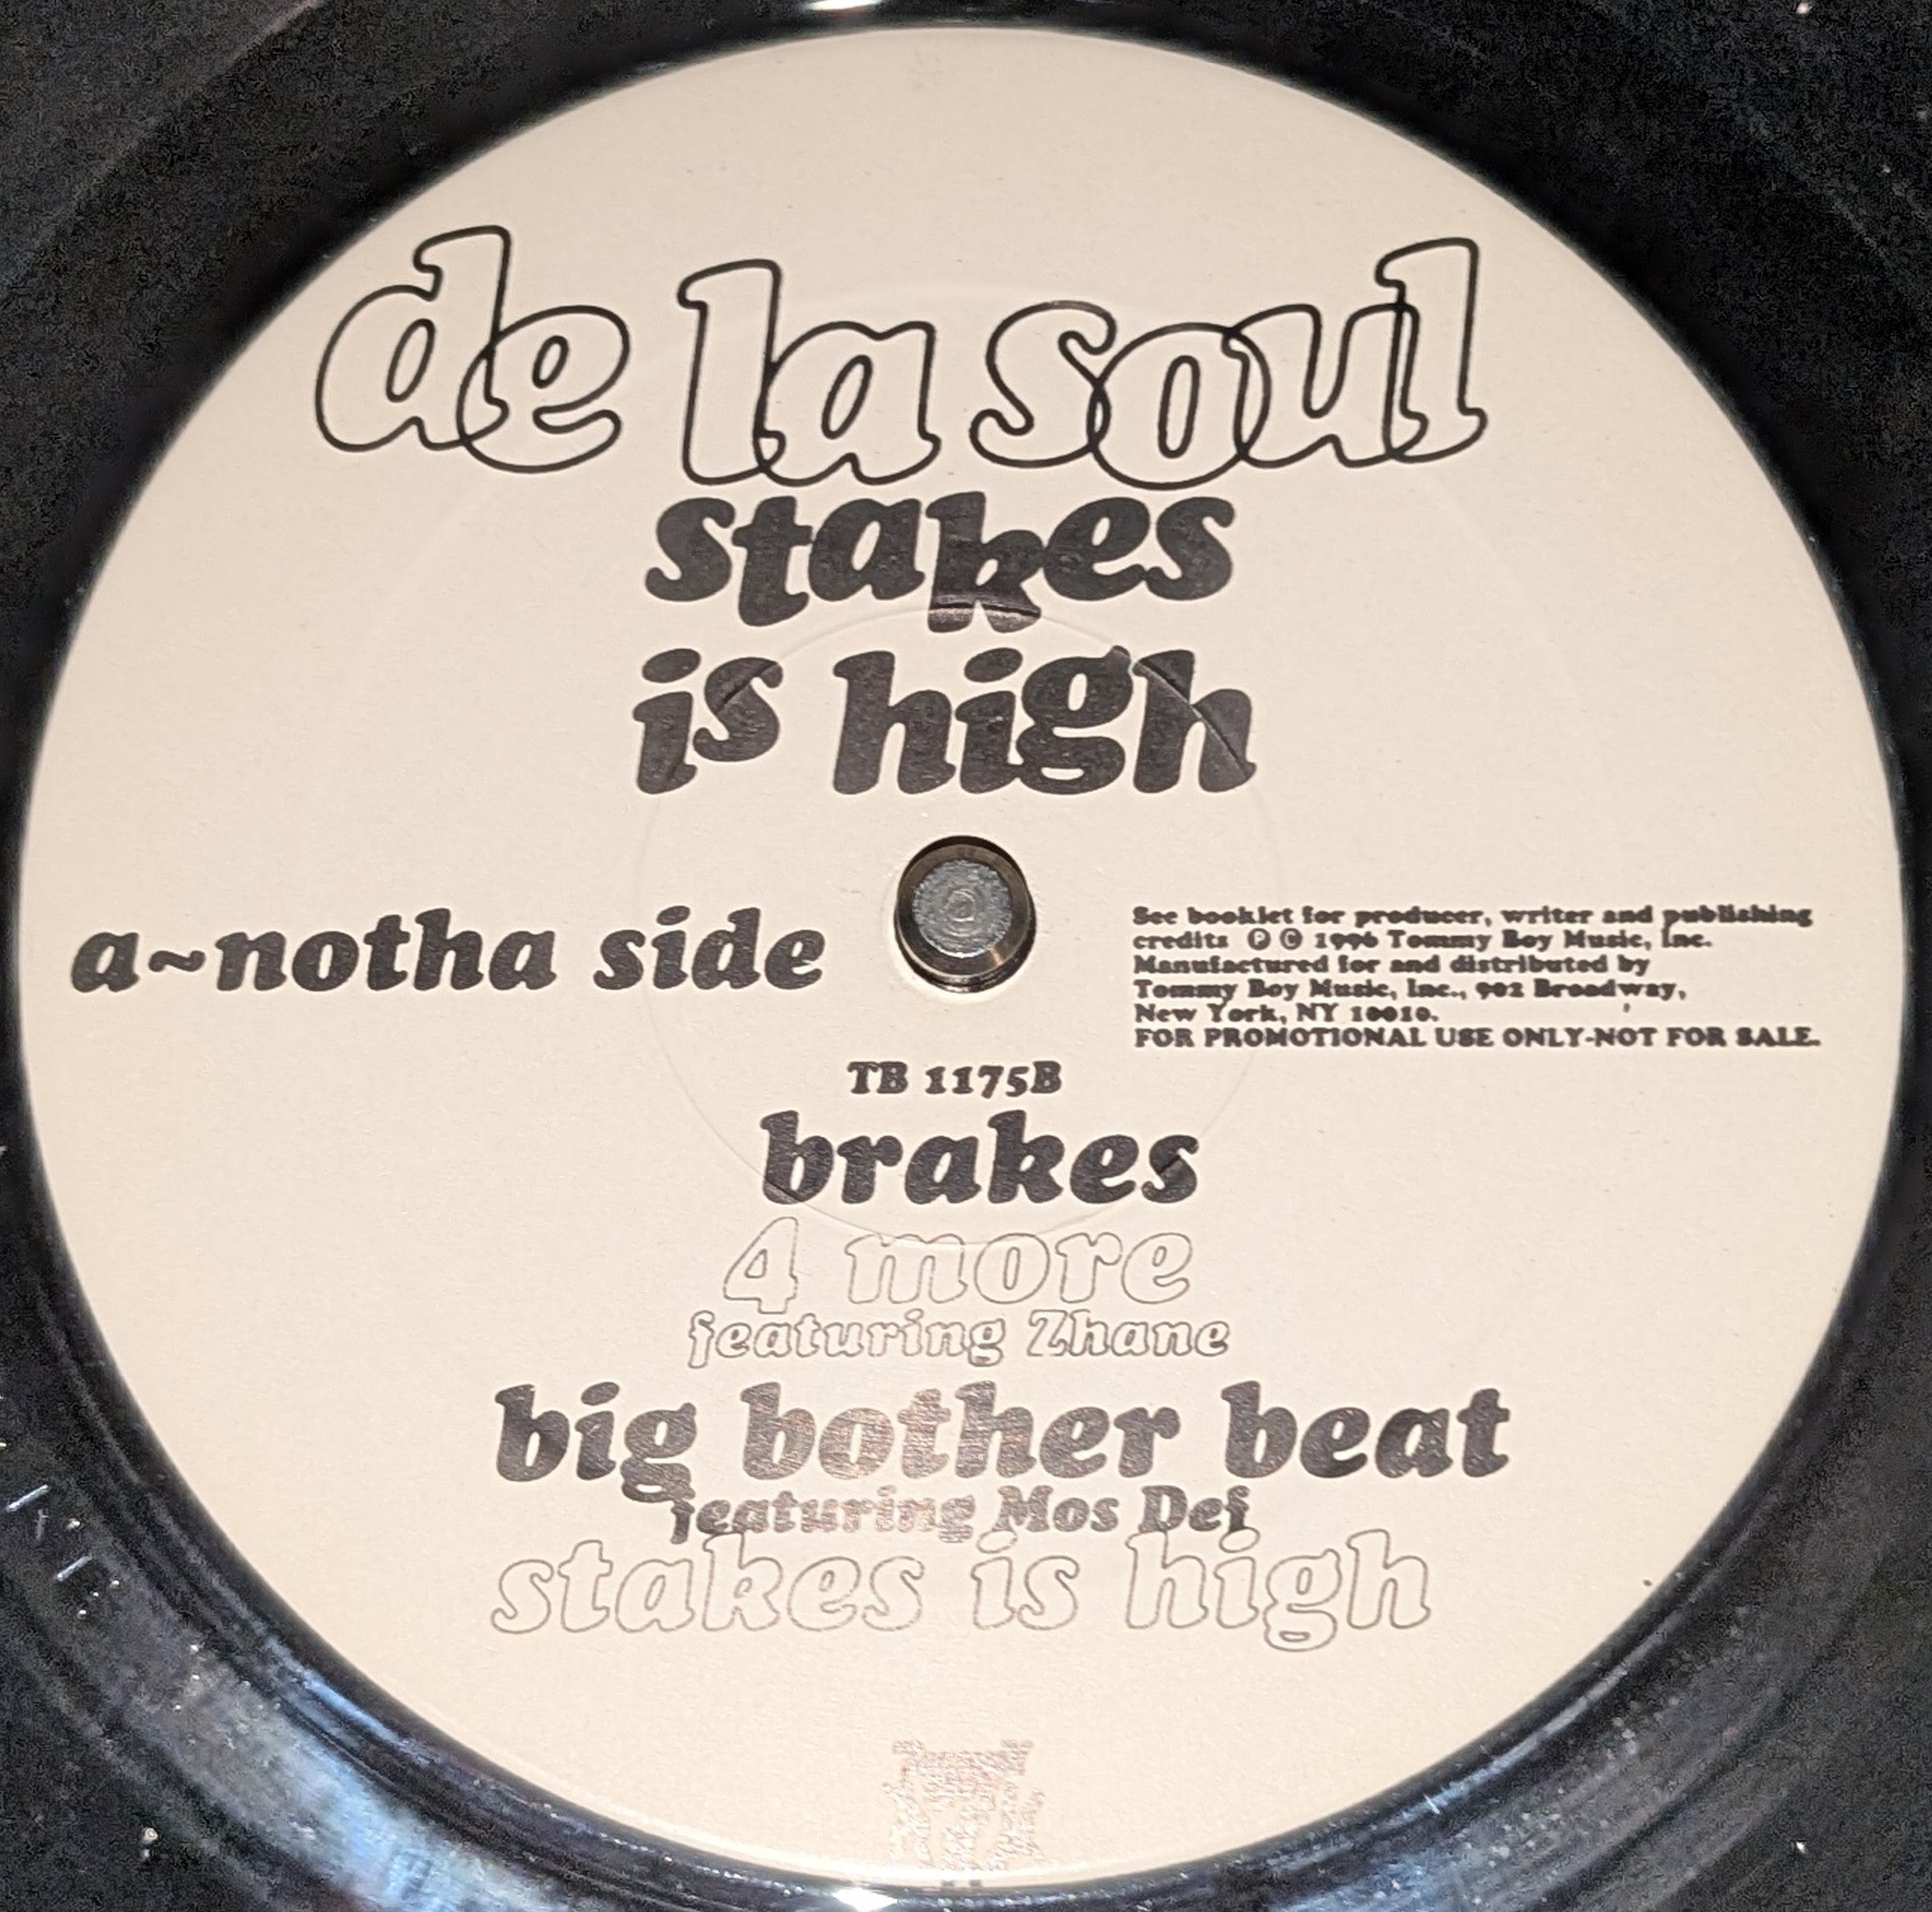 de la soul
stakes
is high
a~notha side
See booklet for producer, writer and publishing
credits ℗ © 1996 Tommy Boy Music, Inc.
Manufactured for and distributed by
Tommy Boy Music, Inc., 902 Broadway,
New York, NY 10010.
FOR PROMOTIONAL USE ONLY-NOT FOR SALE.
TB 1175B
brakes
4 more
featuring Zhane
big bother beat
featuring Mos Def
stakes is high